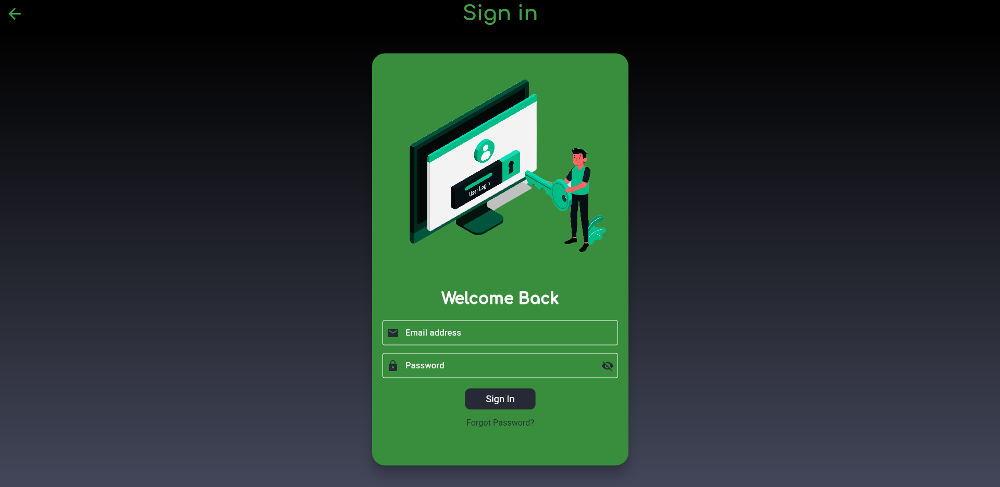 Sign in
User Login
Welcome Back
Email address
Password
Sign In
Forgot Password?